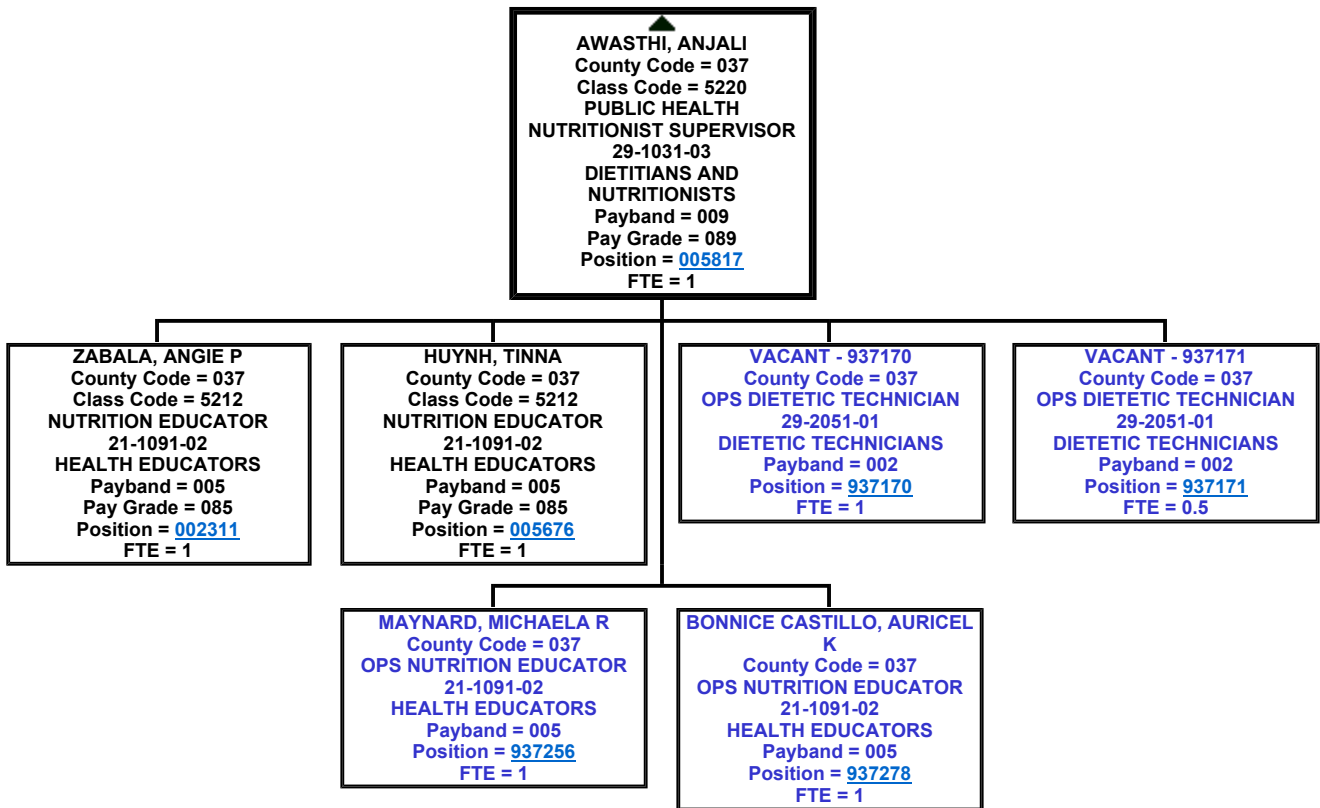 AWASTHI, ANJALI
County Code = 037
Class Code = 5220
PUBLIC HEALTH
NUTRITIONIST SUPERVISOR
29-1031-03
DIETITIANS AND
NUTRITIONISTS
Payband = 009
Pay Grade = 089
Position = 005817
FTE = 1
ZABALA, ANGIE P
County Code = 037
Class Code = 5212
NUTRITION EDUCATOR
21-1091-02
HEALTH EDUCATORS
Payband = 005
Pay Grade = 085
Position = 002311
FTE = 1
HUYNH, TINNA
County Code = 037
Class Code = 5212
NUTRITION EDUCATOR
21-1091-02
HEALTH EDUCATORS
Payband = 005
Pay Grade = 085
Position = 005676
FTE = 1
VACANT - 937170
County Code = 037
OPS DIETETIC TECHNICIAN
29-2051-01
DIETETIC TECHNICIANS
Payband = 002
Position = 937170
FTE = 1
VACANT - 937171
County Code = 037
OPS DIETETIC TECHNICIAN
29-2051-01
DIETETIC TECHNICIANS
Payband = 002
Position = 937171
FTE = 0.5
MAYNARD, MICHAELA R
County Code = 037
OPS NUTRITION EDUCATOR
21-1091-02
HEALTH EDUCATORS
Payband = 005
Position = 937256
FTE = 1
BONNICE CASTILLO, AURICEL
K
County Code = 037
OPS NUTRITION EDUCATOR
21-1091-02
HEALTH EDUCATORS
Payband = 005
Position = 937278
FTE = 1